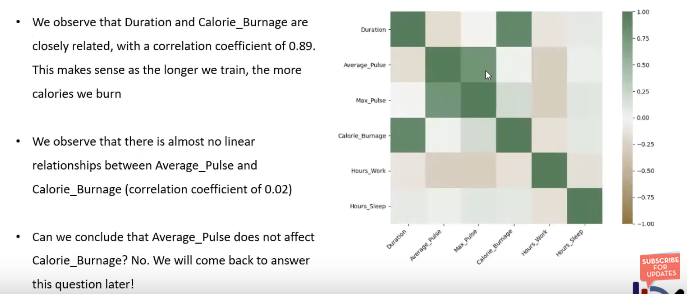 • We observe that Duration and Calorie_Burnage are
closely related, with a correlation coefficient of 0.89.
This makes sense as the longer we train, the more
calories we burn
• We observe that there is almost no linear
relationships between Average_Pulse and
Calorie_Burnage (correlation coefficient of 0.02)
• Can we conclude that Average_Pulse does not affect
Calorie_Burnage? No. We will come back to answer
this question later!
Duration
Average_Pulse
Max_Pulse
Calorie_Burnage
Hours_Work
Hours_Sleep
Duration
Average_Pulse
Max_Pulse
Calorie_Burnage
Hours_Work
Hours_Sleep
1.00
0.75
0.50
0.25
0.00
−0.25
−0.50
−0.75
−1.00
SUBSCRIBE
FOR
UPDATES